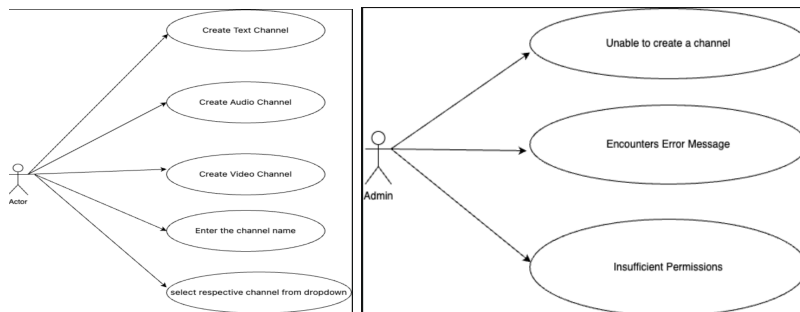 Create Text Channel
Create Audio Channel
Create Video Channel
Actor
Enter the channel name
select respective channel from dropdown
Unable to create a channel
Encounters Error Message
Admin
Insufficient Permissions